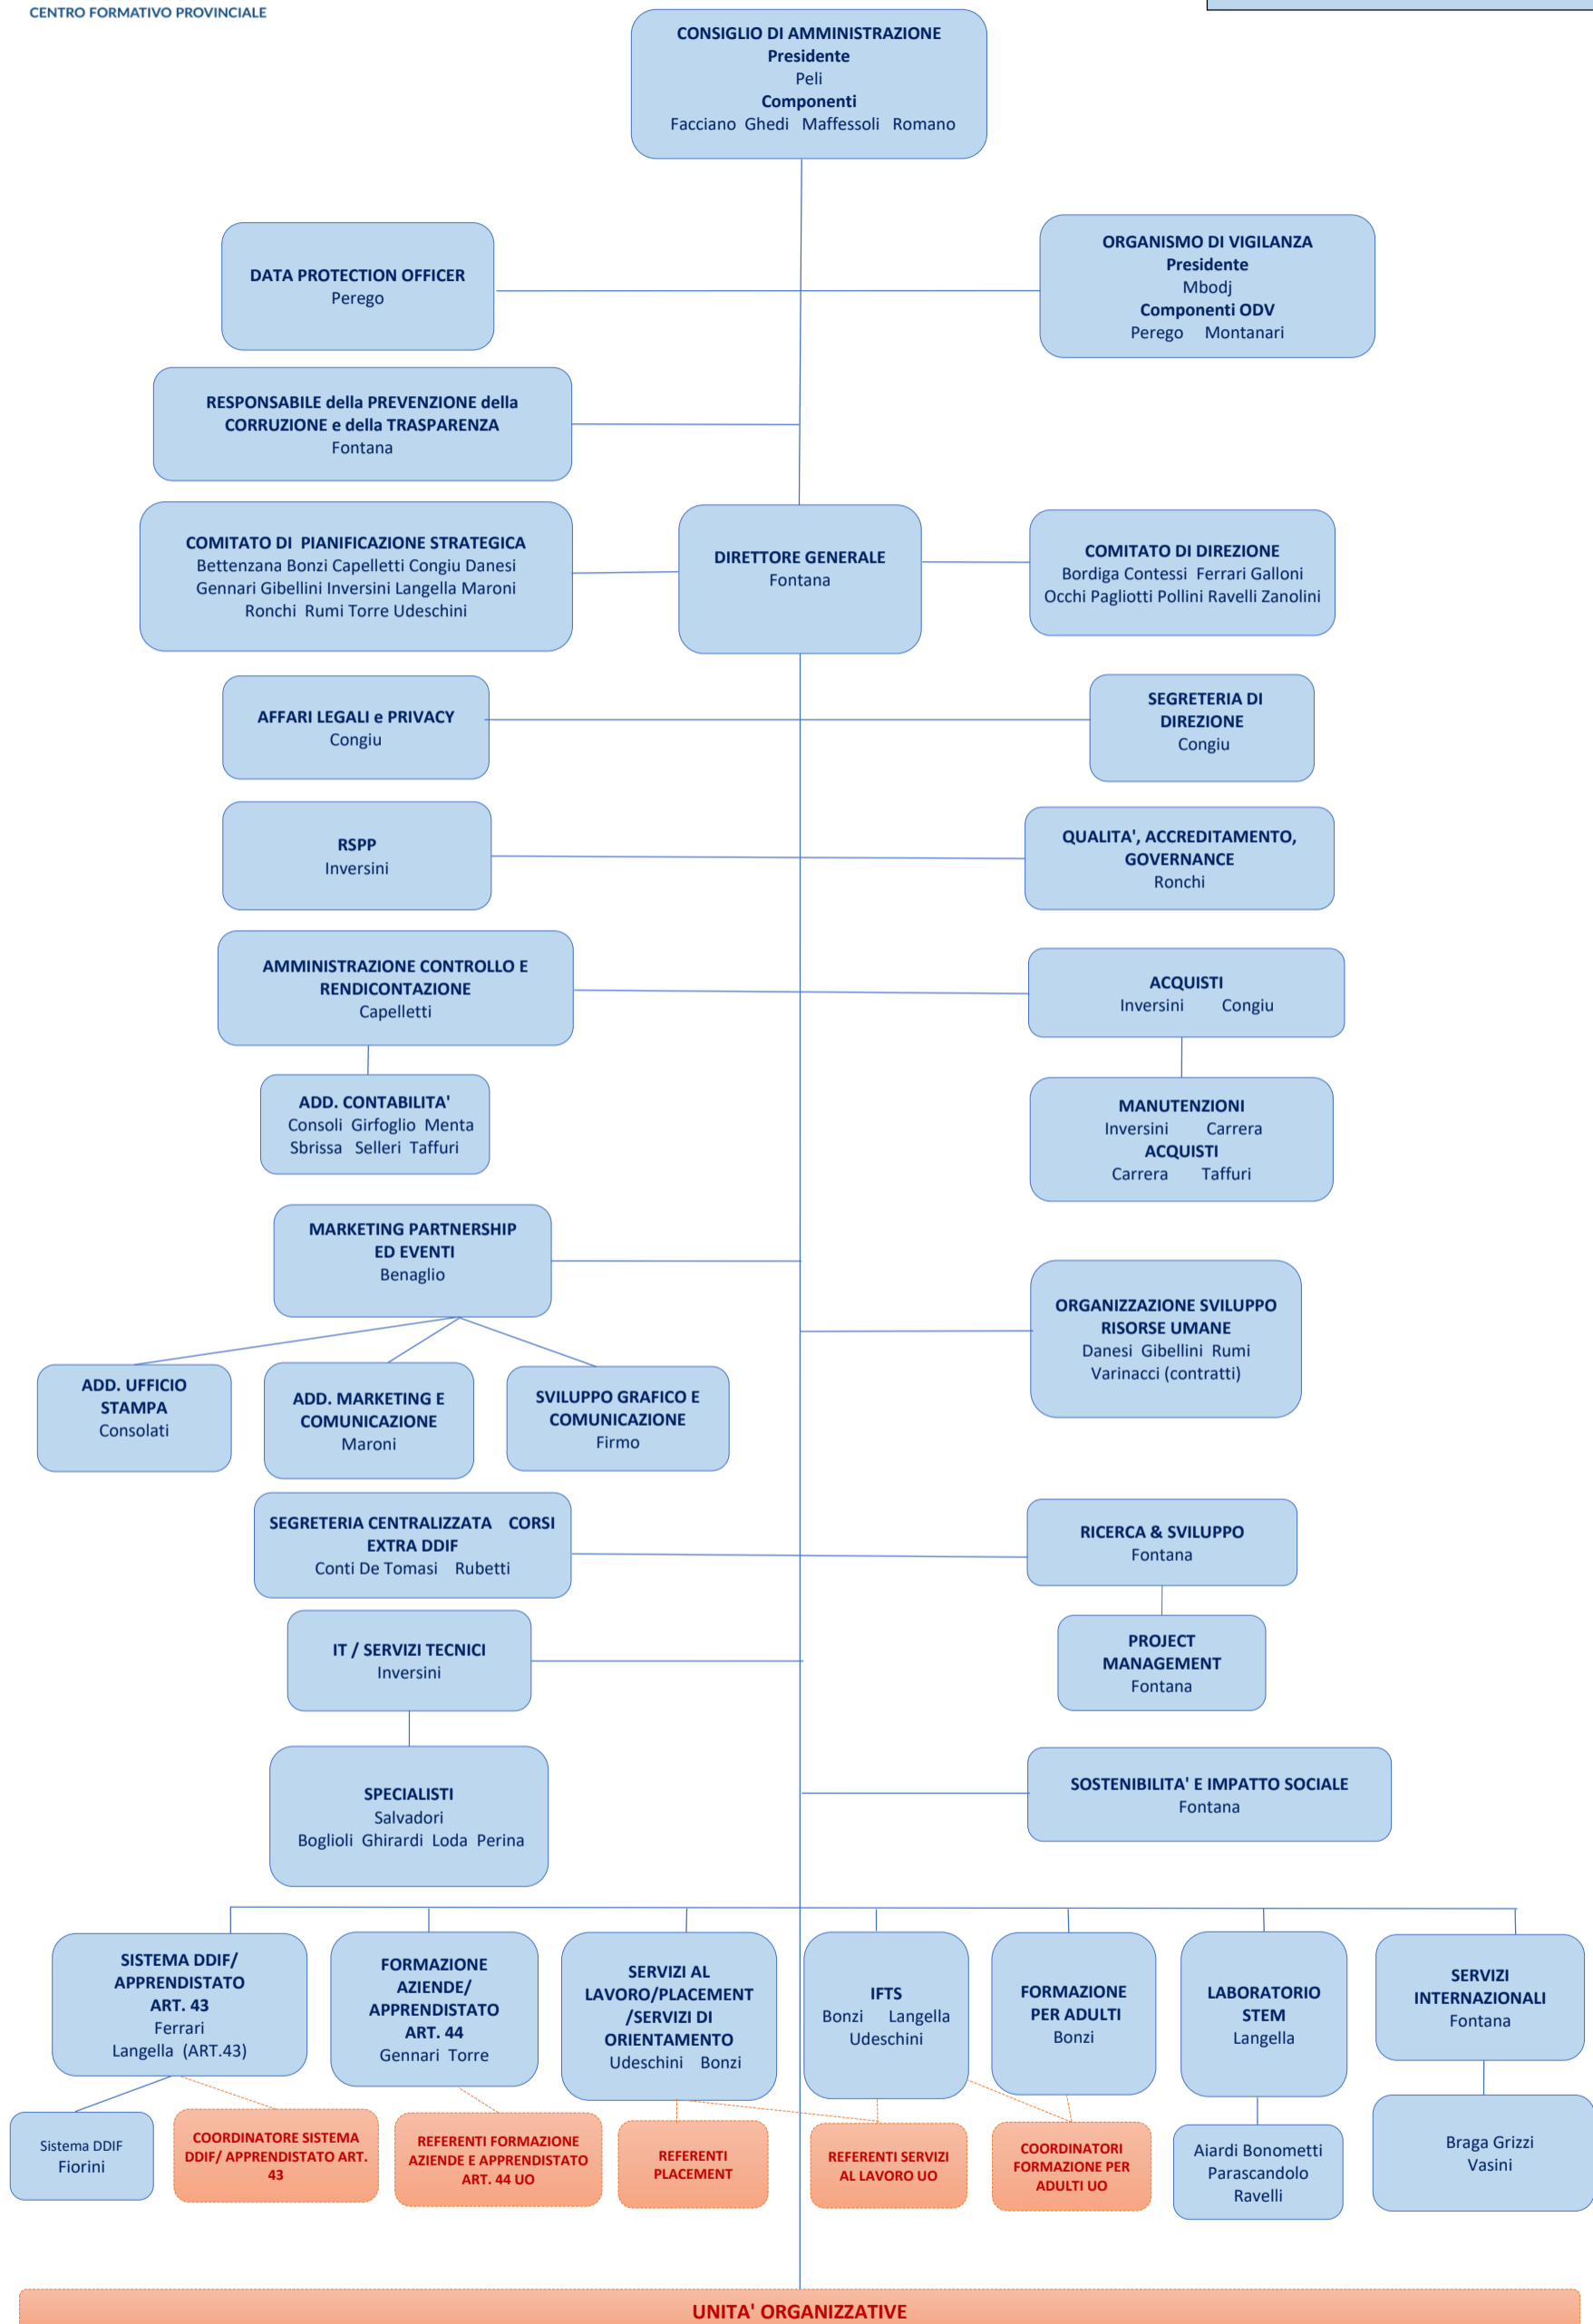 CENTRO FORMATIVO PROVINCIALE
CONSIGLIO DI AMMINISTRAZIONE
Presidente
Peli
Componenti
Facciano Ghedi Maffessoli Romano
DATA PROTECTION OFFICER
Perego
ORGANISMO DI VIGILANZA
Presidente
Mbodj
Componenti ODV
Perego Montanari
RESPONSABILE della PREVENZIONE della
CORRUZIONE e della TRASPARENZA
Fontana
COMITATO DI PIANIFICAZIONE STRATEGICA
Bettenzana Bonzi Capelletti Congiu Danesi
Gennari Gibellini Inversini Langella Maroni
Ronchi Rumi Torre Udeschini
DIRETTORE GENERALE
Fontana
COMITATO DI DIREZIONE
Bordiga Contessi Ferrari Galloni
Occhi Pagliotti Pollini Ravelli Zanolini
AFFARI LEGALI e PRIVACY
Congiu
SEGRETERIA DI
DIREZIONE
Congiu
RSPP
Inversini
QUALITA', ACCREDITAMENTO,
GOVERNANCE
Ronchi
AMMINISTRAZIONE CONTROLLO E
RENDICONTAZIONE
Capelletti
ACQUISTI
Inversini Congiu
ADD. CONTABILITA'
Consoli Girfoglio Menta
Sbrissa Selleri Taffuri
MANUTENZIONI
Inversini Carrera
ACQUISTI
Carrera Taffuri
MARKETING PARTNERSHIP
ED EVENTI
Benaglio
ORGANIZZAZIONE SVILUPPO
RISORSE UMANE
Danesi Gibellini Rumi
Varinacci (contratti)
ADD. UFFICIO
STAMPA
Consolati
ADD. MARKETING E
COMUNICAZIONE
Maroni
SVILUPPO GRAFICO E
COMUNICAZIONE
Firmo
SEGRETERIA CENTRALIZZATA CORSI
EXTRA DDIF
Conti De Tomasi Rubetti
RICERCA & SVILUPPO
Fontana
IT / SERVIZI TECNICI
Inversini
PROJECT
MANAGEMENT
Fontana
SPECIALISTI
Salvadori
Boglioli Ghirardi Loda Perina
SOSTENIBILITA' E IMPATTO SOCIALE
Fontana
SISTEMA DDIF/
APPRENDISTATO
ART. 43
Ferrari
Langella (ART.43)
FORMAZIONE
AZIENDE/
APPRENDISTATO
ART. 44
Gennari Torre
SERVIZI AL
LAVORO/PLACEMENT
/SERVIZI DI
ORIENTAMENTO
Udeschini Bonzi
IFTS
Bonzi Langella
Udeschini
FORMAZIONE
PER ADULTI
Bonzi
LABORATORIO
STEM
Langella
SERVIZI
INTERNAZIONALI
Fontana
Sistema DDIF
Fiorini
COORDINATORE SISTEMA
DDIF/ APPRENDISTATO ART.
43
REFERENTI FORMAZIONE
AZIENDE E APPRENDISTATO
ART. 44 UO
REFERENTI
PLACEMENT
REFERENTI SERVIZI
AL LAVORO UO
COORDINATORI
FORMAZIONE PER
ADULTI UO
Aiardi Bonometti
Parascandolo
Ravelli
Braga Grizzi
Vasini
UNITA' ORGANIZZATIVE